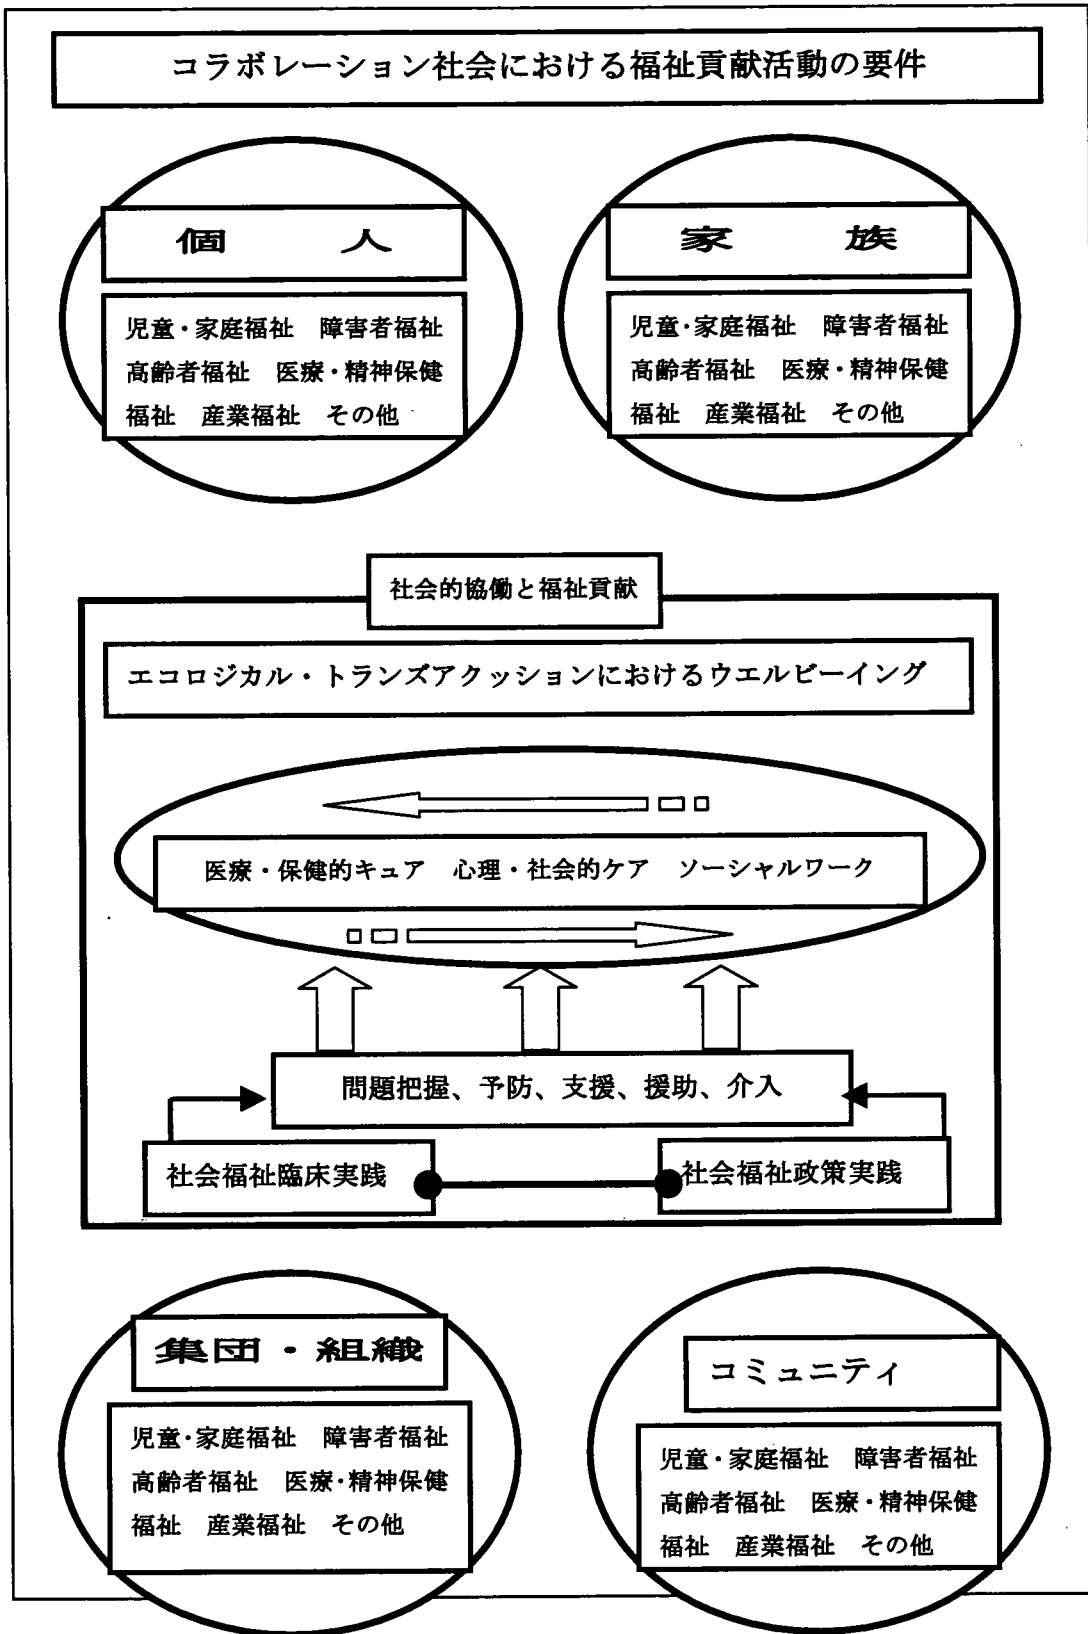 コラボレーション社会における福祉貢献活動の要件
個　　人
児童・家庭福祉　障害者福祉
高齢者福祉　医療・精神保健
福祉　産業福祉　その他
家　　族
児童・家庭福祉　障害者福祉
高齢者福祉　医療・精神保健
福祉　産業福祉　その他
社会的協働と福祉貢献
エコロジカル・トランズアクッションにおけるウエルビーイング
医療・保健的キュア　心理・社会的ケア　ソーシャルワーク
問題把握、予防、支援、援助、介入
社会福祉臨床実践
社会福祉政策実践
集団・組織
児童・家庭福祉　障害者福祉
高齢者福祉　医療・精神保健
福祉　産業福祉　その他
コミュニティ
児童・家庭福祉　障害者福祉
高齢者福祉　医療・精神保健
福祉　産業福祉　その他